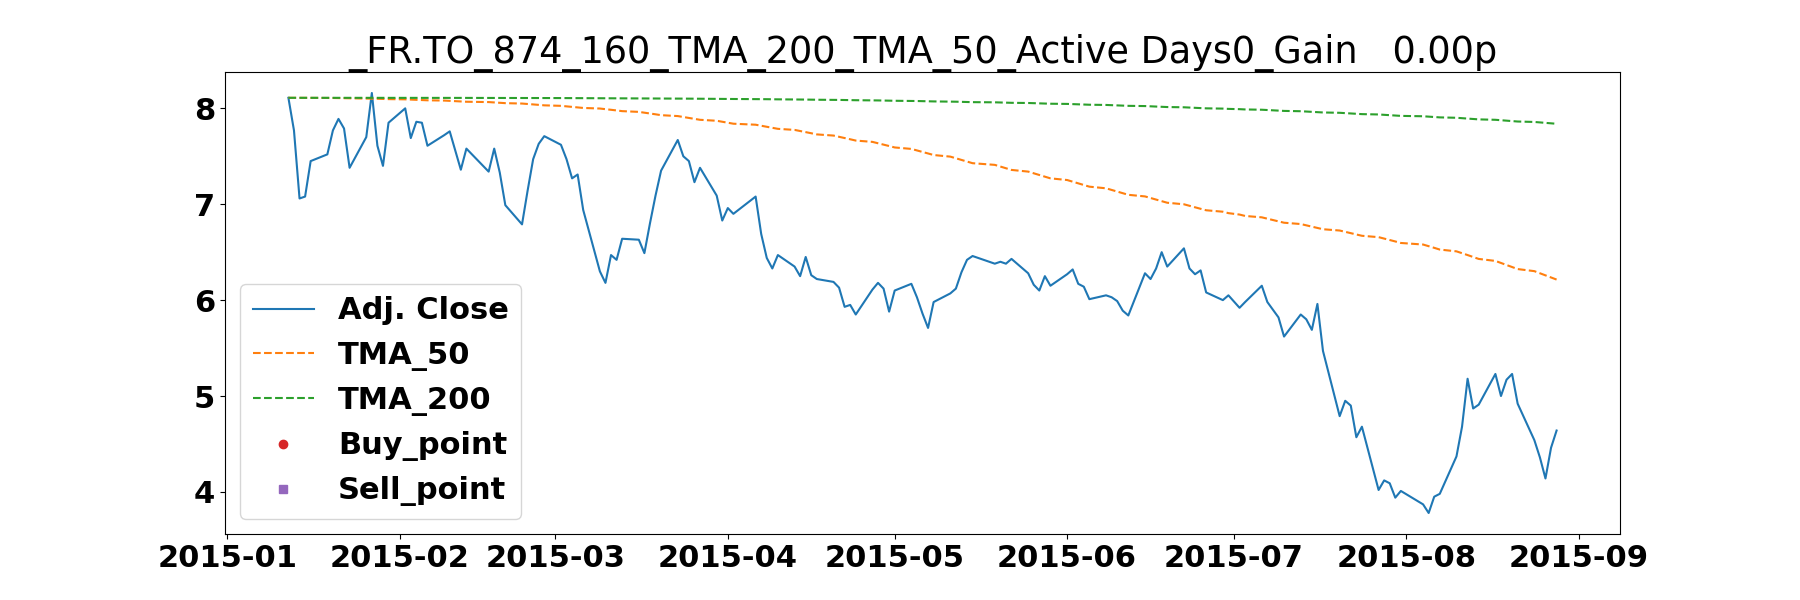 _FR.TO_874_160_TMA_200_TMA_50_Active Days0_Gain   0.00p
8
7
6
5
4
Adj. Close
TMA_50
TMA_200
Buy_point
Sell_point
2015-01 2015-02 2015-03 2015-04 2015-05 2015-06 2015-07 2015-08 2015-09